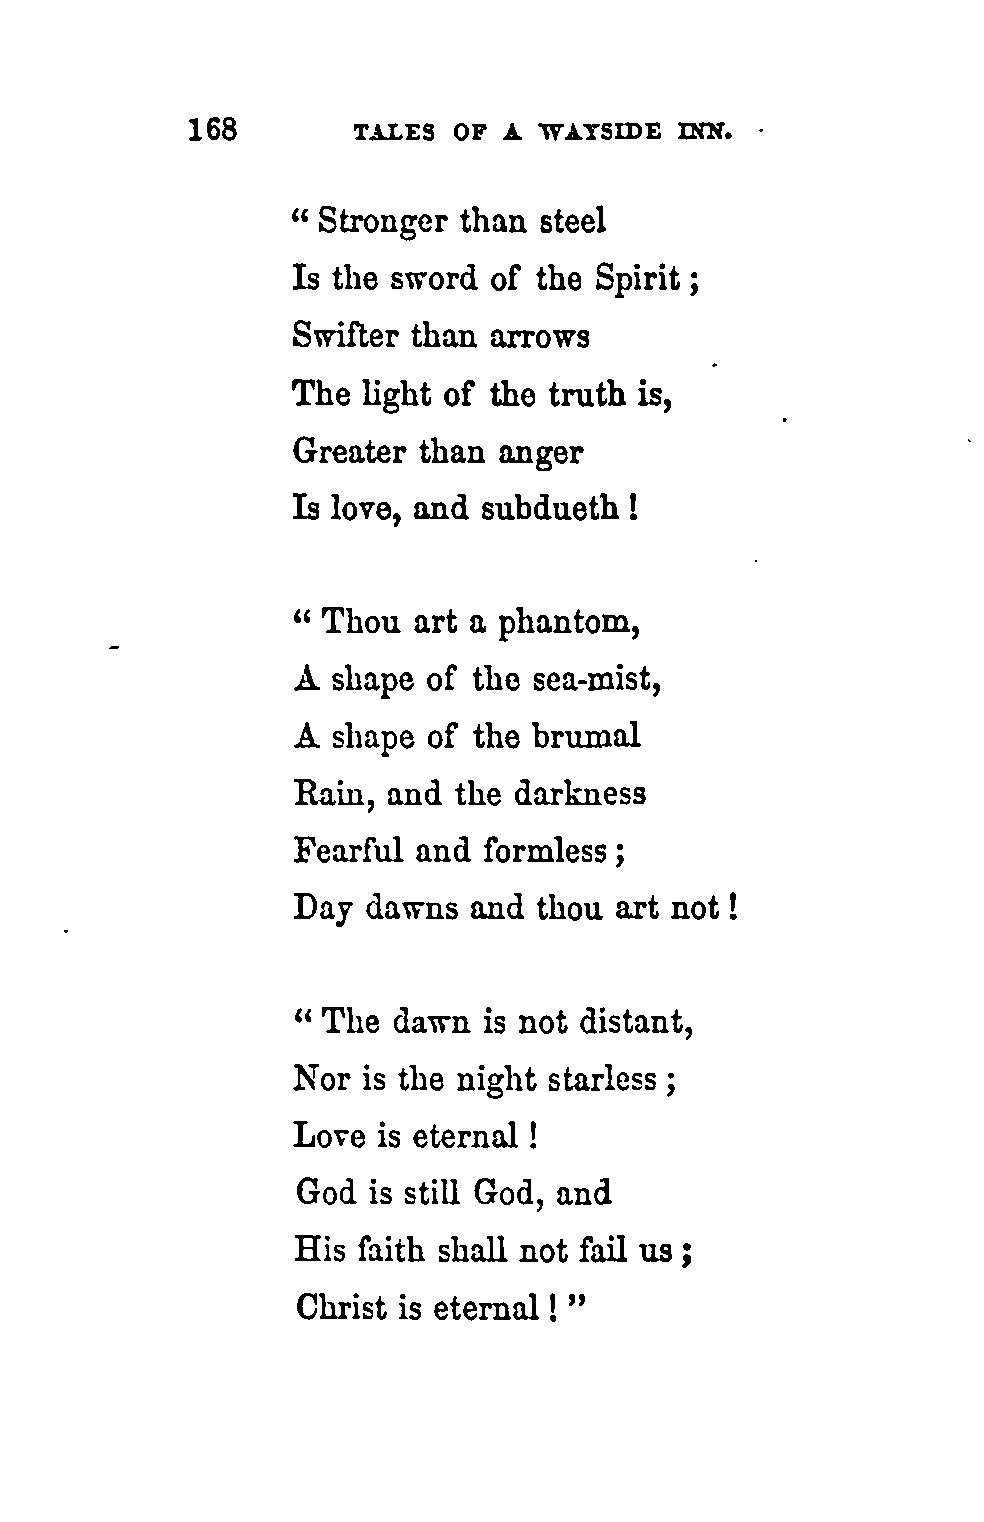 168 TALES OF A WAYSIDE INN.
“ Stronger than steel
Is the sword of the Spirit ;
Swifter than arrows
The light of the truth is,
Greater than anger
Is love, and subdueth !
“ Thou art a phantom,
A shape of the sea-mist,
A shape of the brumal
Rain, and the darkness
Fearful and formless ;
Day dawns and thou art not !
“ The dawn is not distant,
Nor is the night starless ;
Love is eternal !
God is still God, and
His faith shall not fail us ;
Christ is eternal ! ”